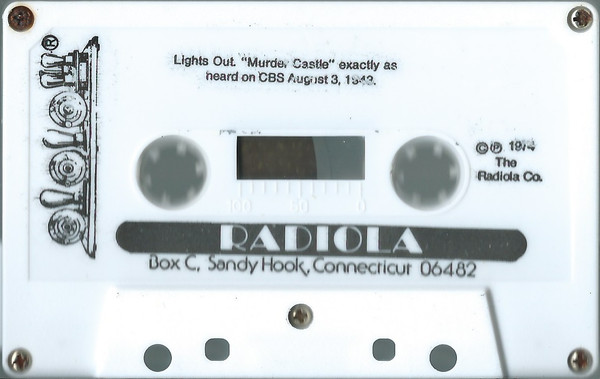 Lights Out. "Murder Castle" exactly as
heard on CBS August 3, 1943.
®
© ℗ 1974
The
Radiola Co.
100 50 0
RADIOLA
Box C, Sandy Hook, Connecticut 06482